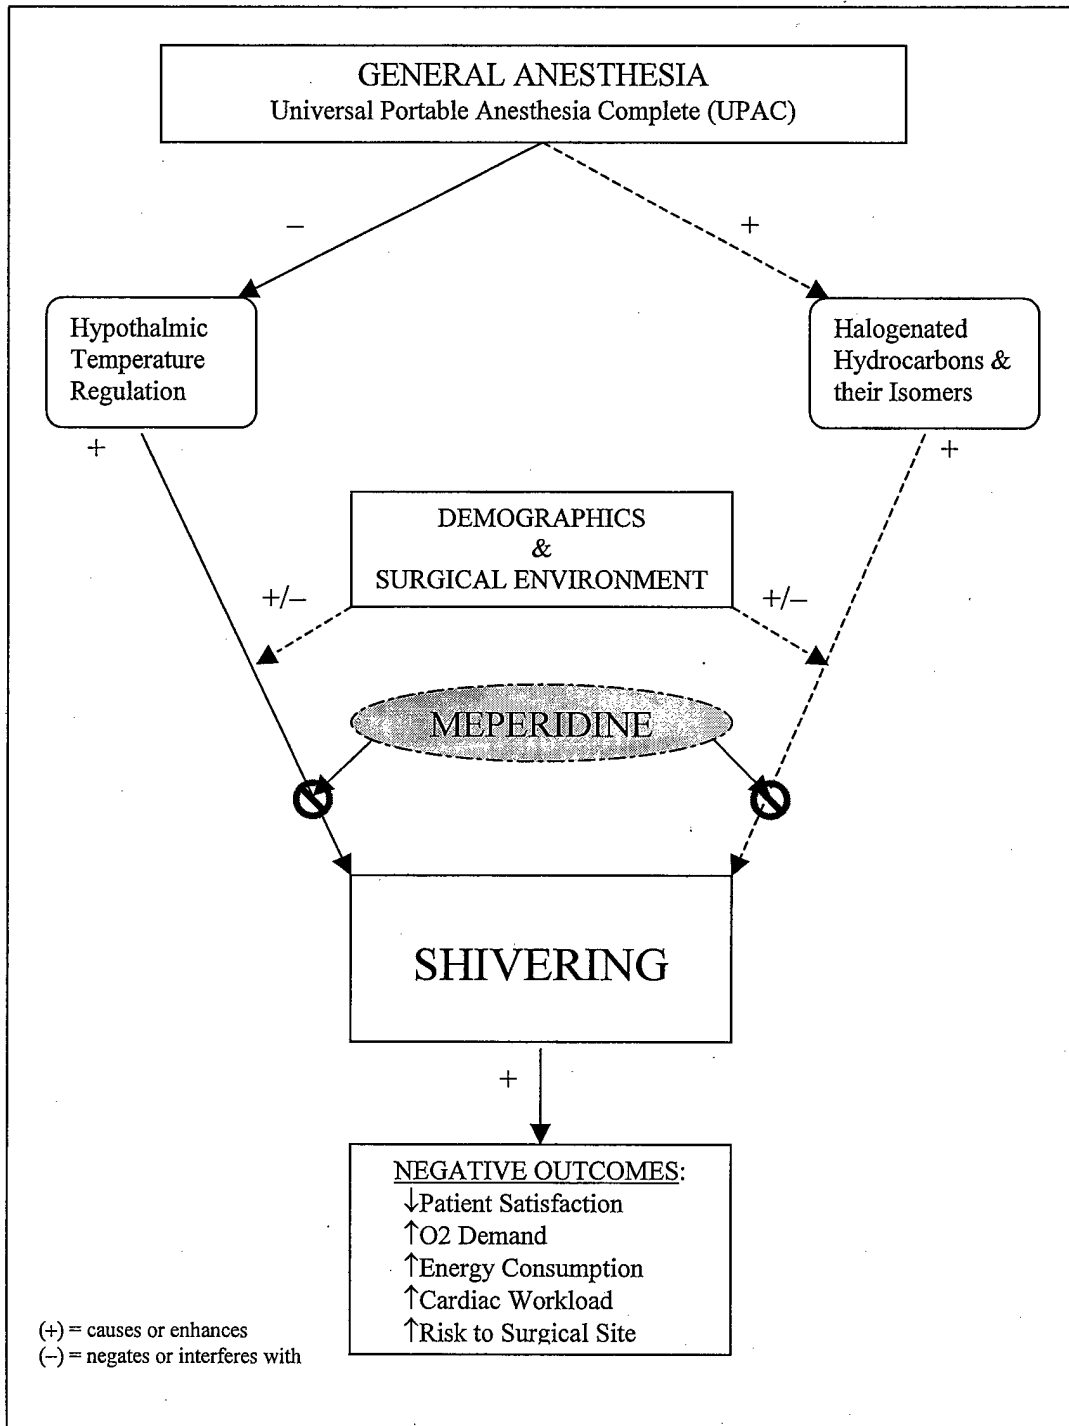 GENERAL ANESTHESIA
Universal Portable Anesthesia Complete (UPAC)
–
+
Hypothalmic
Temperature
Regulation
Halogenated
Hydrocarbons &
their Isomers
+
+
DEMOGRAPHICS
&
SURGICAL ENVIRONMENT
+/–
+/–
MEPERIDINE
SHIVERING
+
NEGATIVE OUTCOMES:
↓Patient Satisfaction
↑O2 Demand
↑Energy Consumption
↑Cardiac Workload
↑Risk to Surgical Site
(+) = causes or enhances
(–) = negates or interferes with